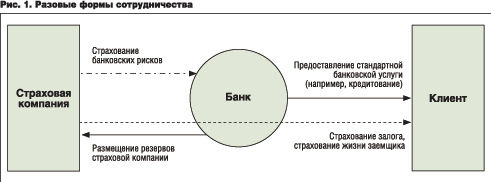 Рис. 1. Разовые формы сотрудничества
Страхование
банковских рисков
Предоставление стандартной
банковской услуги
(например, кредитование)
Страховая
компания
Банк
Клиент
Размещение резервов
страховой компании
Страхование залога,
страхование жизни заемщика